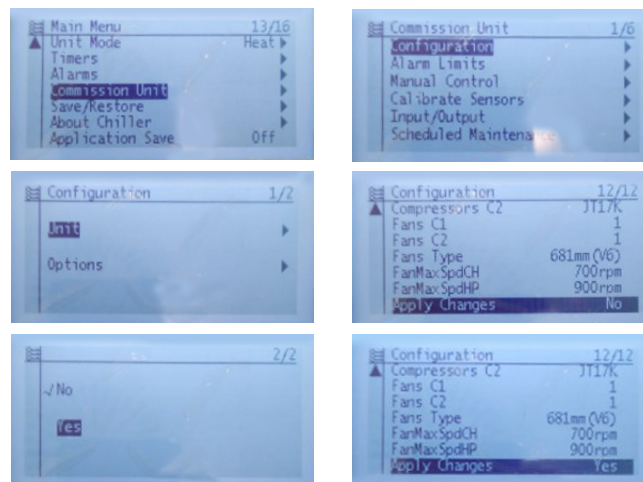 Main Menu 13/16
Unit Mode Heat
Timers
Alarms
Commission Unit
Save/Restore
About Chiller
Application Save Off
Commission Unit 1/6
Configuration
Alarm Limits
Manual Control
Calibrate Sensors
Input/Output
Scheduled Maintenance
Configuration 1/2
Unit
Options
Configuration 12/12
Compressors C2 JT17K
Fans C1 1
Fans C2 1
Fans Type 681mm(V6)
FanMaxSpdCH 700rpm
FanMaxSpdHP 900rpm
Apply Changes No
2/2
√No
Yes
Configuration 12/12
Compressors C2 JT17K
Fans C1 1
Fans C2 1
Fans Type 681mm(V6)
FanMaxSpdCH 700rpm
FanMaxSpdHP 900rpm
Apply Changes Yes